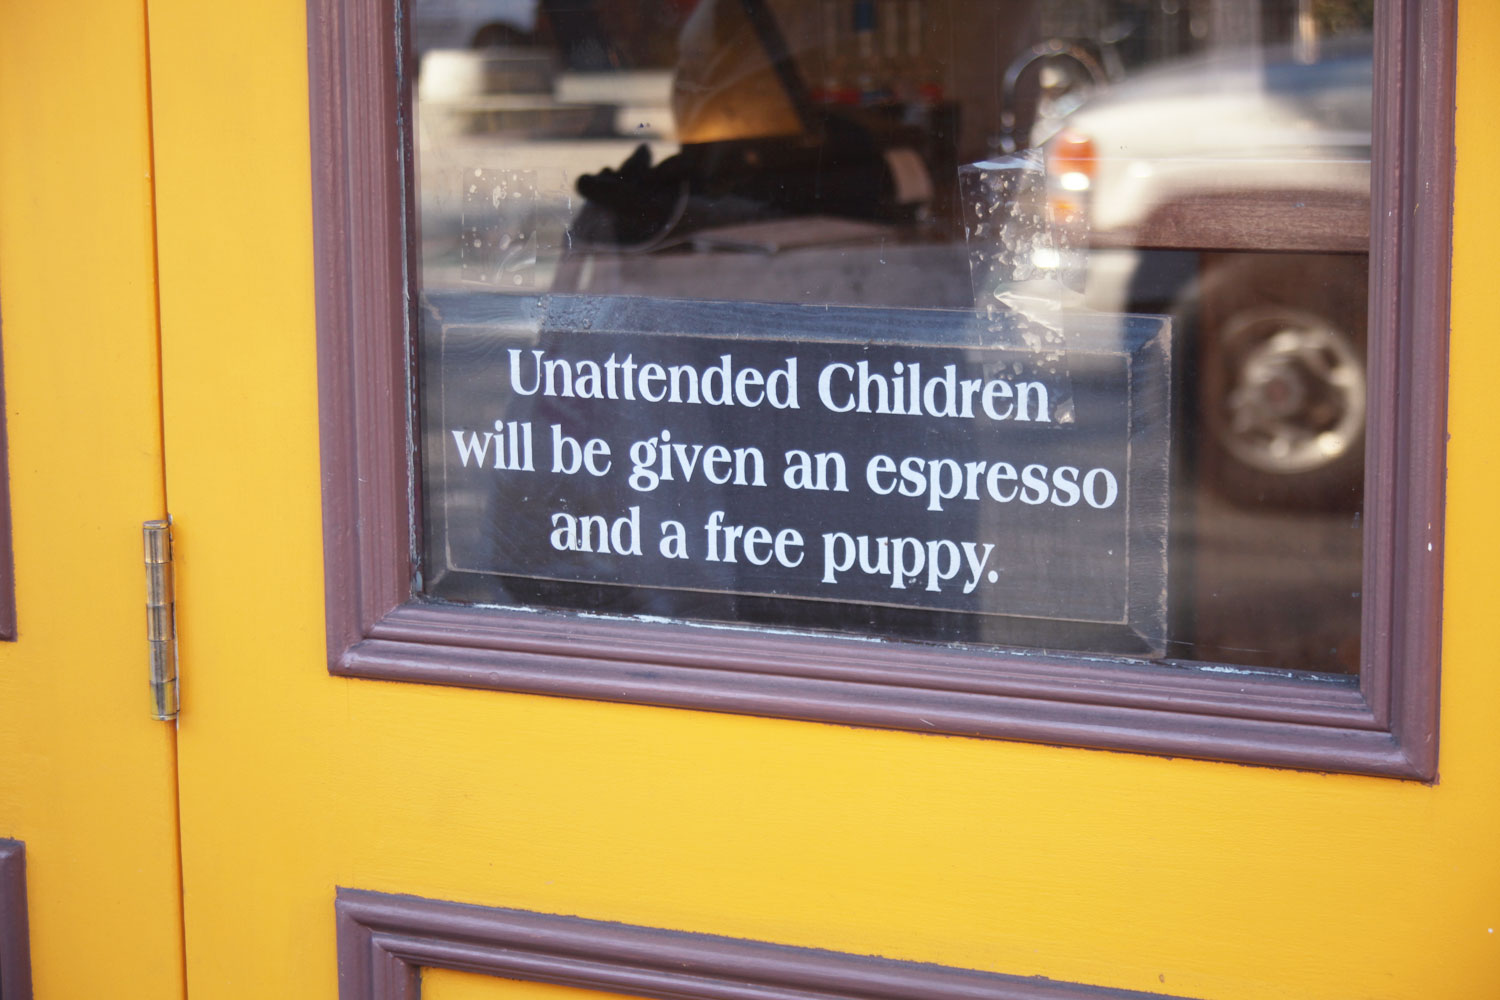 Unattended Children
will be given an espresso
and a free puppy.